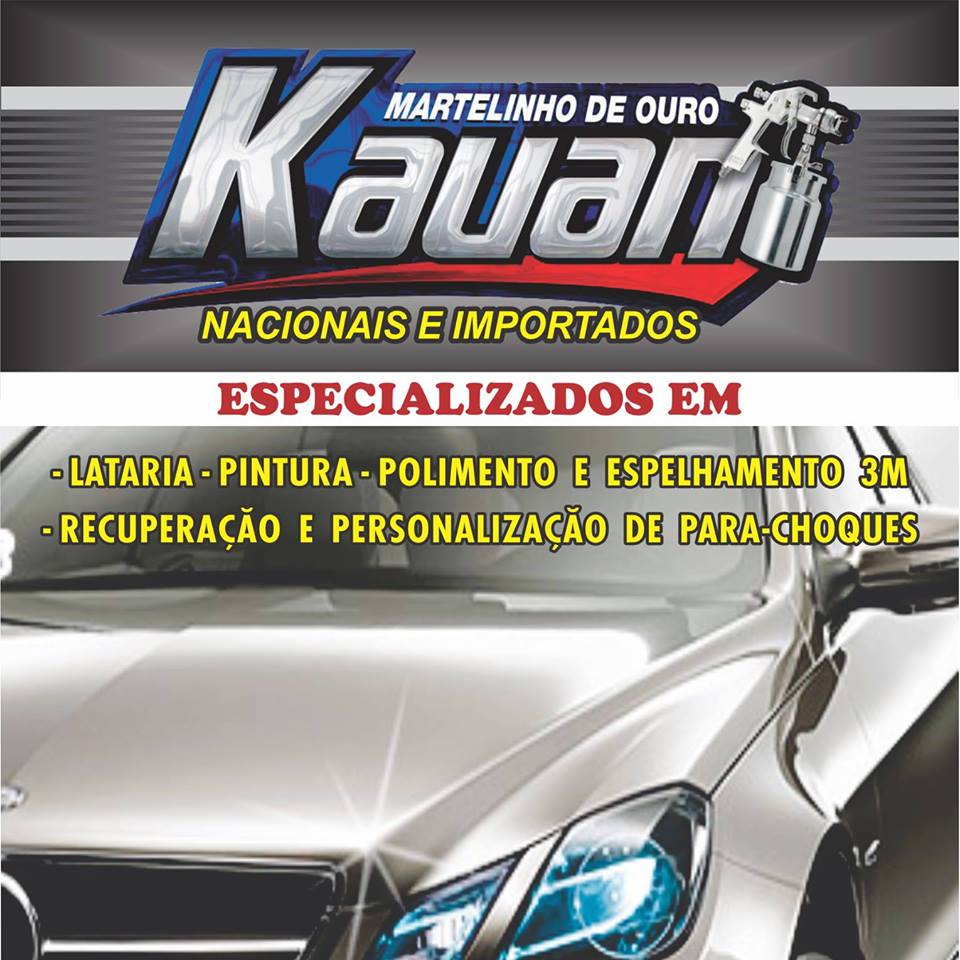 MARTELINHO DE OURO
Kauan
NACIONAIS E IMPORTADOS
ESPECIALIZADOS EM
- LATARIA - PINTURA - POLIMENTO E ESPELHAMENTO 3M
- RECUPERAÇÃO E PERSONALIZAÇÃO DE PARA-CHOQUES